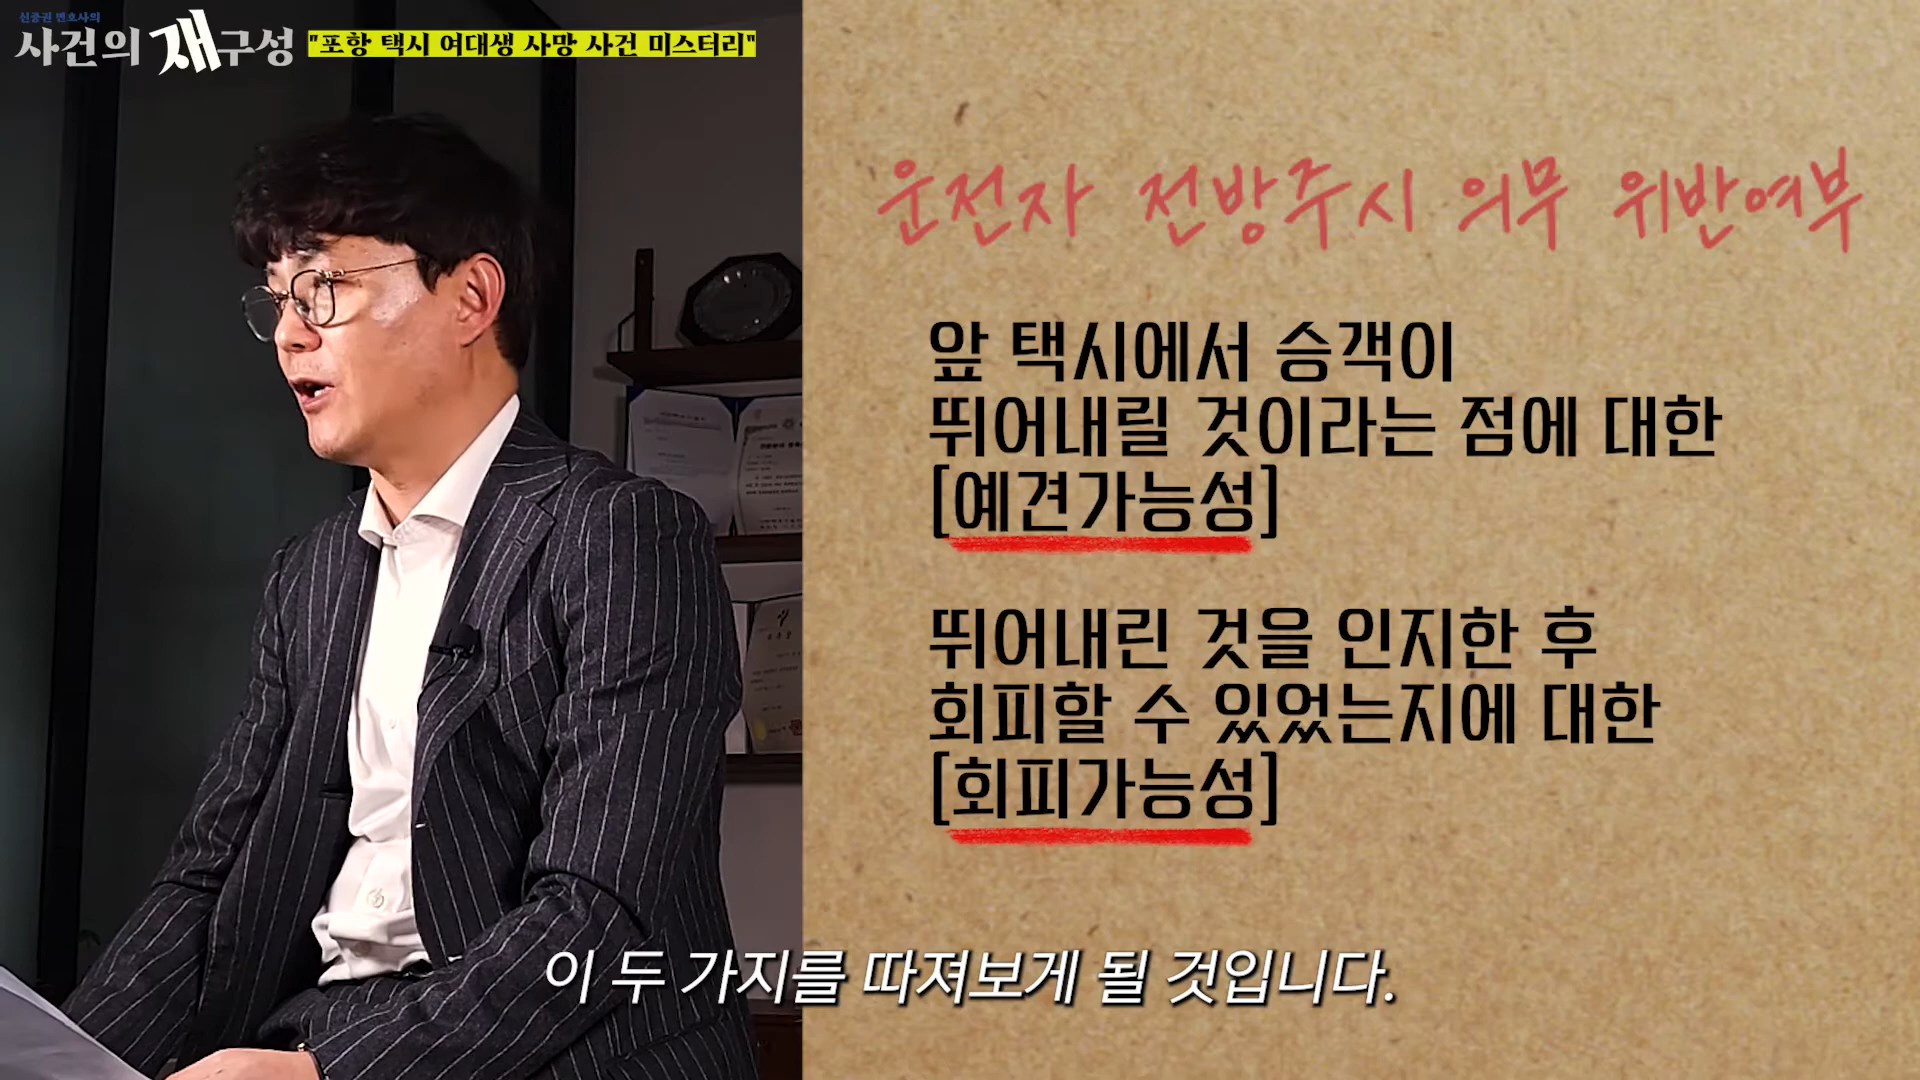 신중권 변호사의
사건의 재구성
"포항 택시 여대생 사망 사건 미스터리"
운전자 전방주시 의무 위반여부
앞 택시에서 승객이
뛰어내릴 것이라는 점에 대한
[예견가능성]
뛰어내린 것을 인지한 후
회피할 수 있었는지에 대한
[회피가능성]
이 두 가지를 따져보게 될 것입니다.